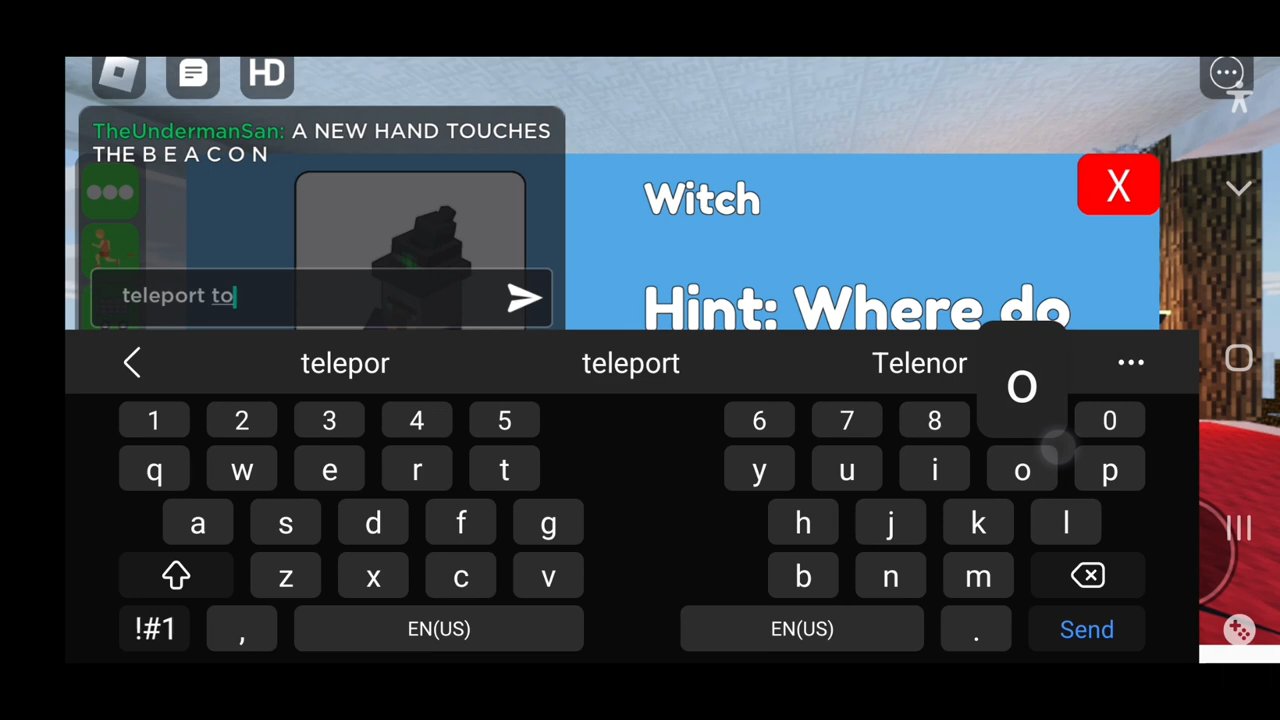 HD
TheUndermanSan: A NEW HAND TOUCHES
THE B E A C O N
Witch
X
teleport to
Hint: Where do
telepor teleport Telenor
o
1 2 3 4 5 6 7 8 0
q w e r t y u i o p
a s d f g h j k l
z x c v b n m
!#1 , EN(US) EN(US) . Send